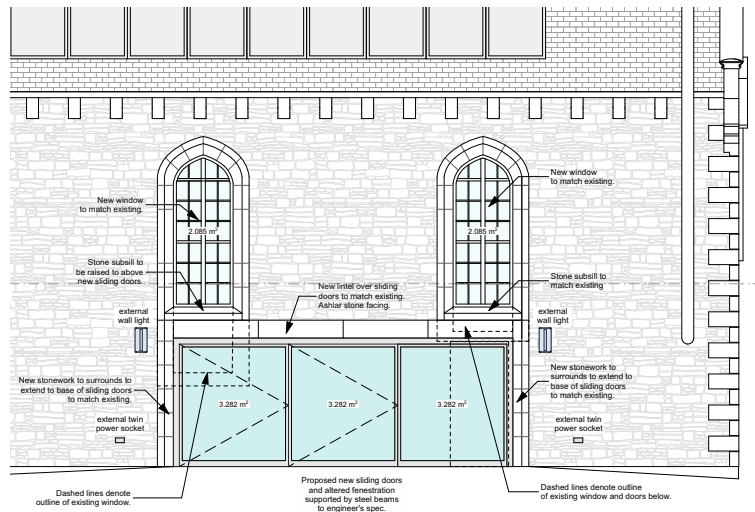 New window
to match existing.
New window
to match existing.
2.085 m²
2.085 m²
Stone subsill to
be raised to above
new sliding doors.
Stone subsill to
match existing
New lintel over sliding
doors to match existing.
Ashlar stone facing.
external
wall light
external
wall light
New stonework to surrounds to
extend to base of sliding doors
to match existing.
New stonework to
surrounds to extend to
base of sliding doors
to match existing.
3.282 m²
3.282 m²
3.282 m²
external twin
power socket
external twin
power socket
Dashed lines denote
outline of existing window.
Proposed new sliding doors
and altered fenestration
supported by steel beams
to engineer's spec.
Dashed lines denote outline
of existing window and doors below.